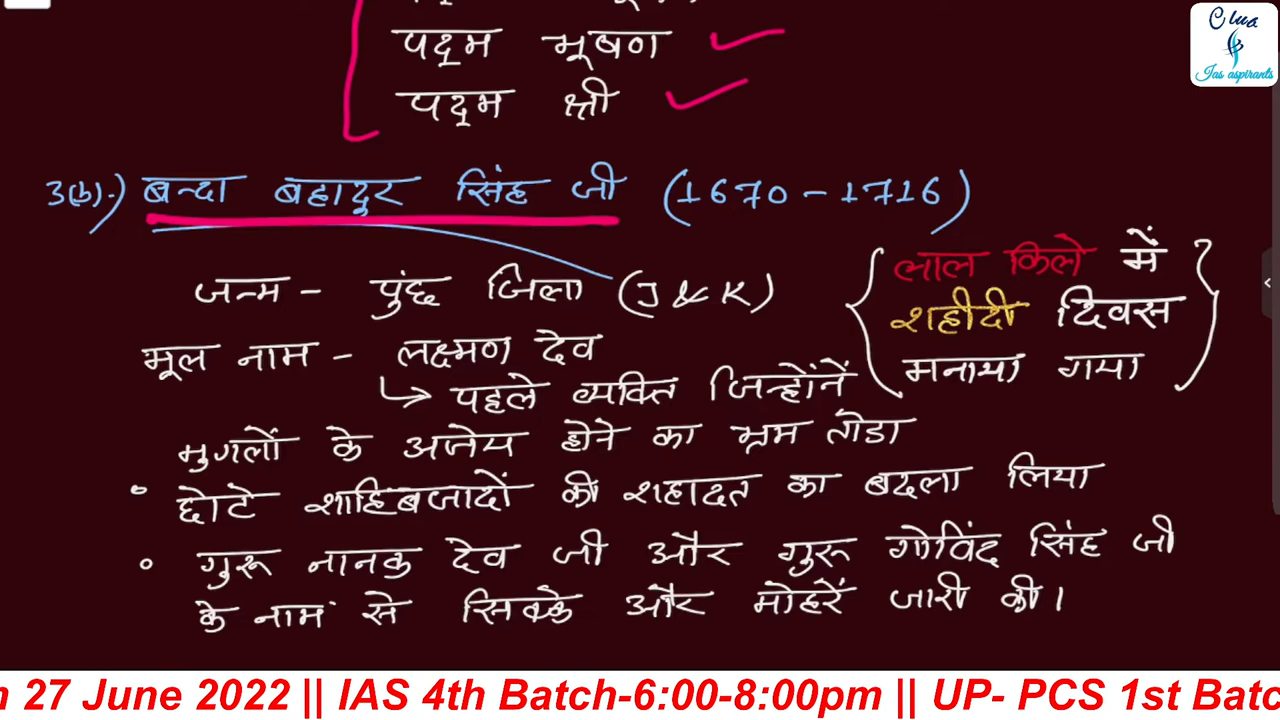 पद्म भूषण
पद्म श्री
Clue
Ias aspirants
3(b).) बन्दा बहादुर सिंह जी (1670-1716)
जन्म - पुंछ जिला (J & K)
मूल नाम - लक्ष्मण देव
↳ पहले व्यक्ति जिन्होंनें
मुगलों के अजेय होने का भ्रम तोडा
• छोटे शाहिबजादों की शहादत का बदला लिया
• गुरू नानक देव जी और गुरू गोविंद सिंह जी
के नाम से सिक्के और मोहरें जारी की।
{लाल किले में
शहीदी दिवस
मनाया गया}
27 June 2022 || IAS 4th Batch-6:00-8:00pm || UP- PCS 1st Batc